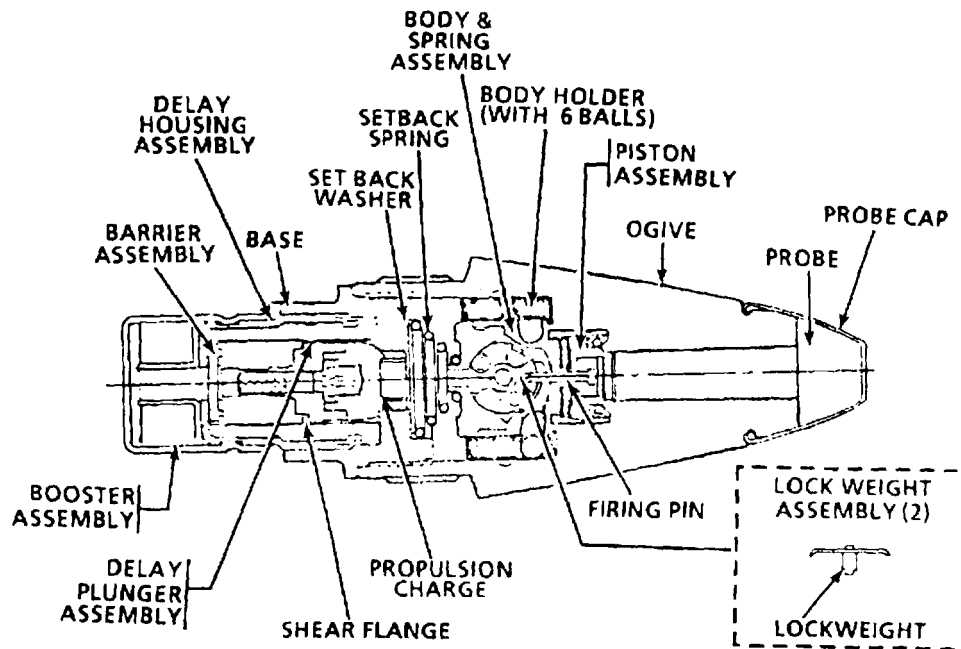 BODY &
SPRING
ASSEMBLY
DELAY
HOUSING
ASSEMBLY
SETBACK
SPRING
BODY HOLDER
(WITH 6 BALLS)
PISTON
ASSEMBLY
SET BACK
WASHER
PROBE CAP
BARRIER
ASSEMBLY
BASE
OGIVE
PROBE
BOOSTER
ASSEMBLY
FIRING PIN
LOCK WEIGHT
ASSEMBLY (2)
DELAY
PLUNGER
ASSEMBLY
PROPULSION
CHARGE
SHEAR FLANGE
LOCKWEIGHT